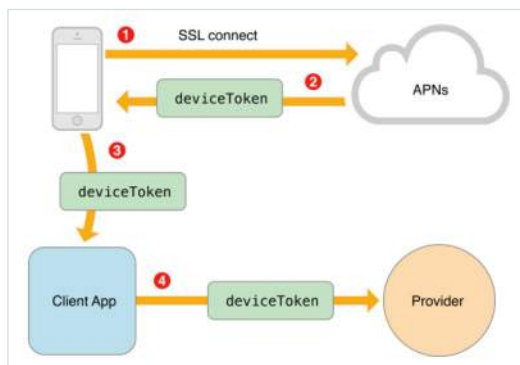 1
SSL connect
APNs
deviceToken
2
3
deviceToken
Client App
4
deviceToken
Provider